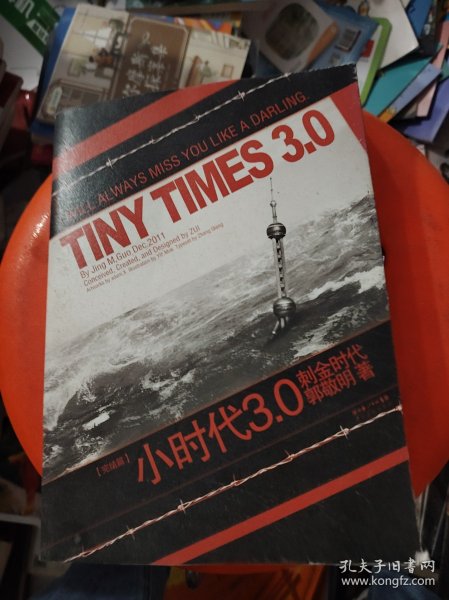 I WILL ALWAYS MISS YOU LIKE A DARLING
TINY TIMES 3.0
By Jing M.Guo.Dec.2011
Conceived, Created, and Designed by ZUI
[完结篇]
小时代3.0
刺金时代
郭敬明 著
孔夫子旧书网
www.kongfz.com